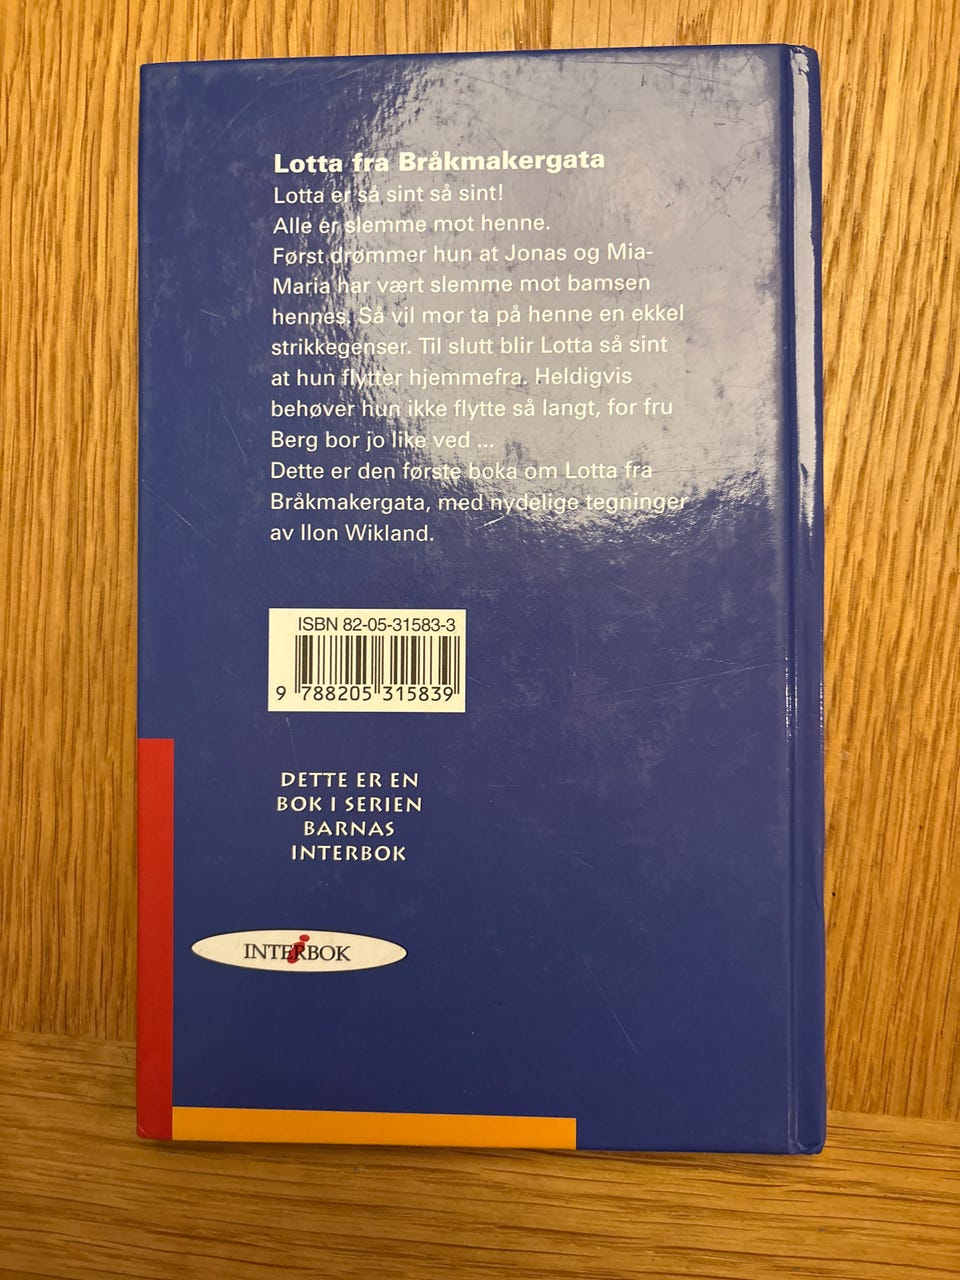 Lotta fra Bråkmakergata
Lotta er så sint så sint!
Alle er slemme mot henne.
Først drømmer hun at Jonas og Mia-
Maria har vært slemme mot bamsen
hennes. Så vil mor ta på henne en ekkel
strikkegenser. Til slutt blir Lotta så sint
at hun flytter hjemmefra. Heldigvis
behøver hun ikke flytte så langt, for fru
Berg bor jo like ved ...
Dette er den første boka om Lotta fra
Bråkmakergata, med nydelige tegninger
av Ilon Wikland.
ISBN 82-05-31583-3
9 788205 315839
DETTE ER EN
BOK I SERIEN
BARNAS
INTERBOK
INTERBOK